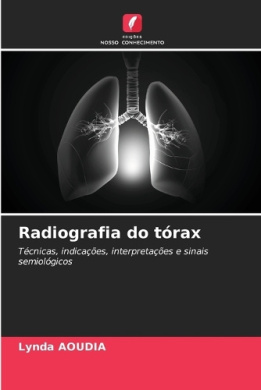 edições
NOSSO CONHECIMENTO
Radiografia do tórax
Técnicas, indicações, interpretações e sinais
semiológicos
Lynda AOUDIA